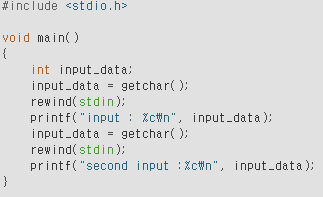 #include <stdio.h>
void main()
{
int input_data;
input_data = getchar();
rewind(stdin);
printf("input : %c₩n", input_data);
input_data = getchar();
rewind(stdin);
printf("second input :%c₩n", input_data);
}